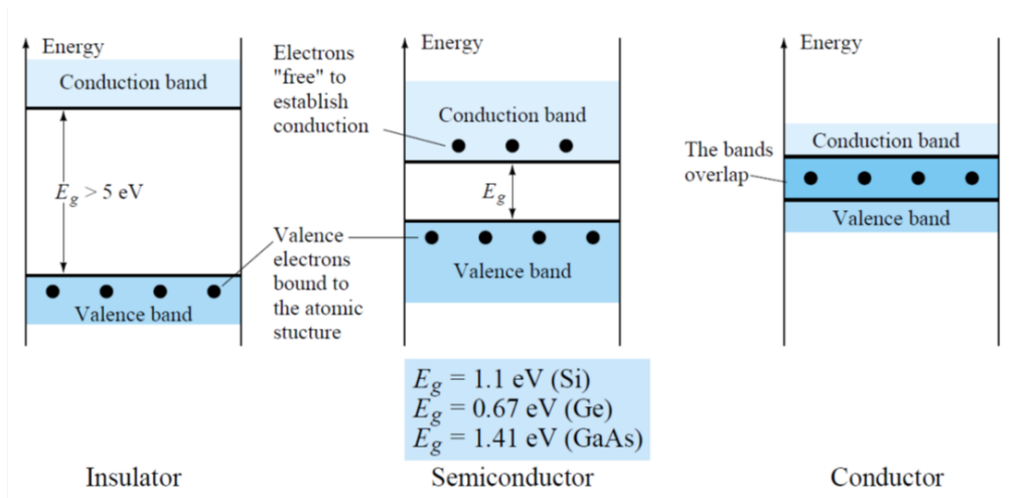 Energy
Conduction band
Eg > 5 eV
Valence band
Insulator
Electrons
"free" to
establish
conduction
Valence
electrons
bound to
the atomic
stucture
Energy
Conduction band
Eg
Valence band
Eg = 1.1 eV (Si)
Eg = 0.67 eV (Ge)
Eg = 1.41 eV (GaAs)
Semiconductor
The bands
overlap
Energy
Conduction band
Valence band
Conductor